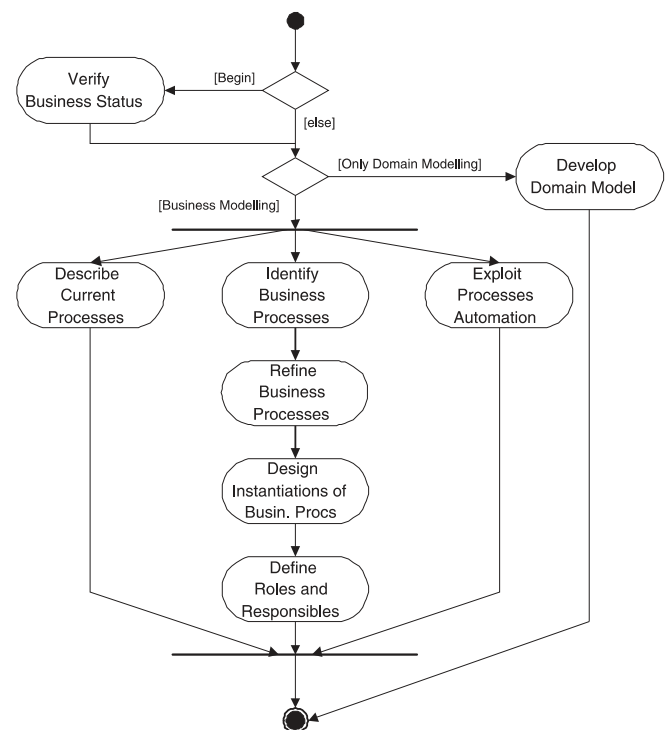 [Begin]
Verify
Business Status
[else]
[Only Domain Modelling]
Develop
Domain Model
[Business Modelling]
Describe
Current
Processes
Identify
Business
Processes
Exploit
Processes
Automation
Refine
Business
Processes
Design
Instantiations of
Busin. Procs
Define
Roles and
Responsibles